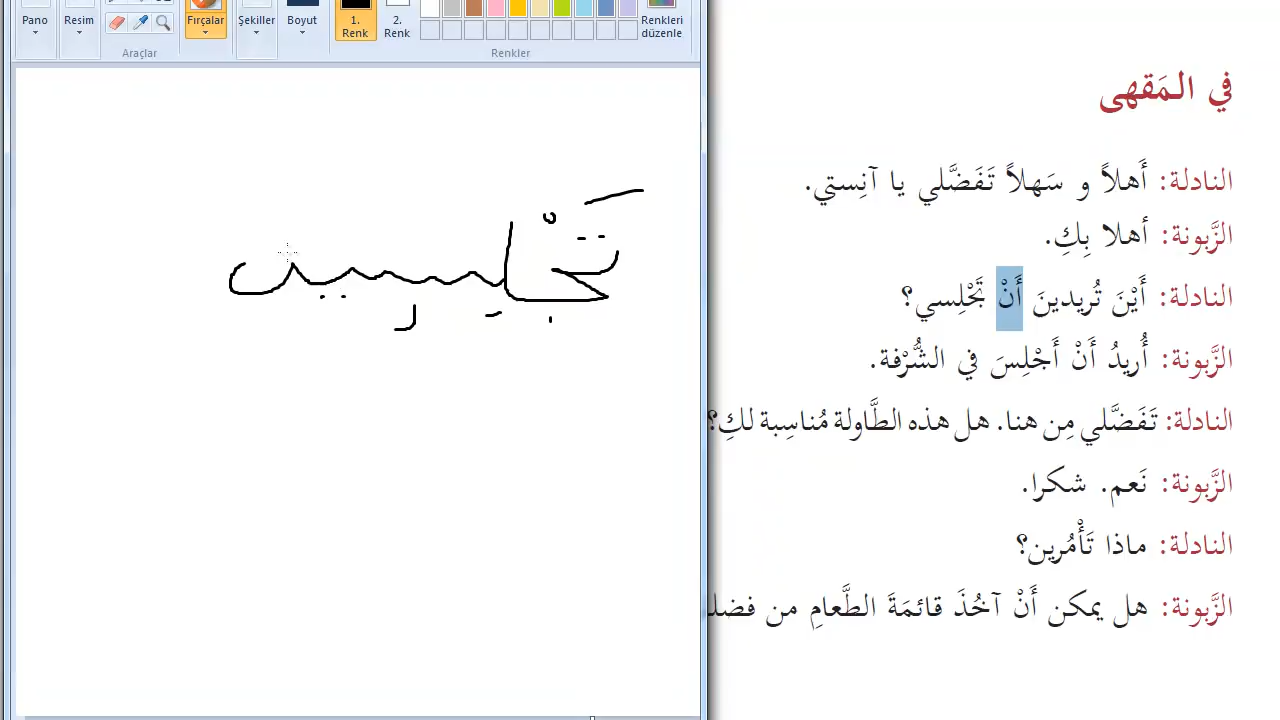 Pano
Resim
Araçlar
Fırçalar
Şekiller
Boyut
1.
Renk
2.
Renk
Renkleri
düzenle
Renkler
تَجْلِسين
في المَقهى
النادلة: أَهلاً و سَهلاً تَفَضَّلي يا آنِستي.
الزَّبونة: أهلا بِكِ.
النادلة: أَيْنَ تُريدينَ أَنْ تَجْلِسي؟
الزَّبونة: أُريدُ أَنْ أَجْلِسَ في الشُّرْفة.
النادلة: تَفَضَّلي مِن هنا. هل هذه الطَّاولة مُناسِبة لكِ؟
الزَّبونة: نَعم. شكرا.
النادلة: ماذا تَأْمُرين؟
الزَّبونة: هل يمكن أَنْ آخُذَ قائمَةَ الطَّعامِ من فضلـ